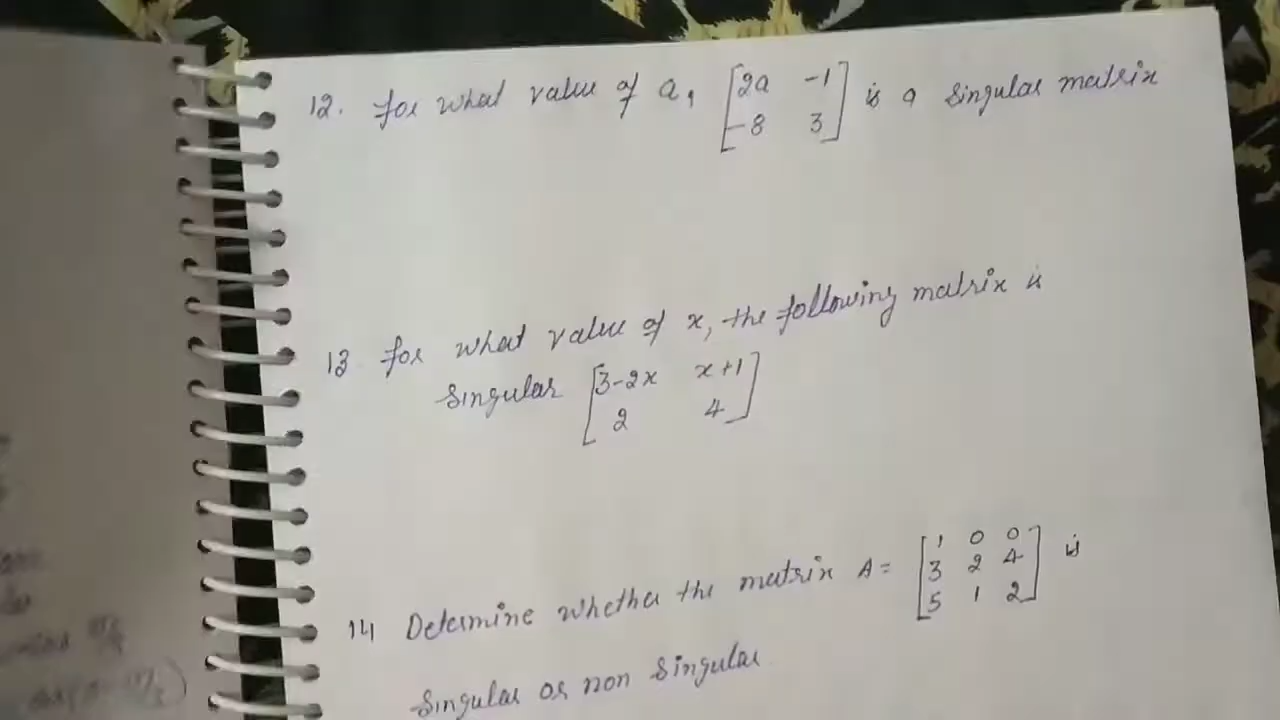 12. for what value of a, [2a -1
-8 3] is a singular matrix
13 for what value of x, the following matrix is
singular [3-2x x+1
2 4]
14 Determine whether the matrix A= [1 0 0
3 2 4
5 1 2] is
singular or non singular